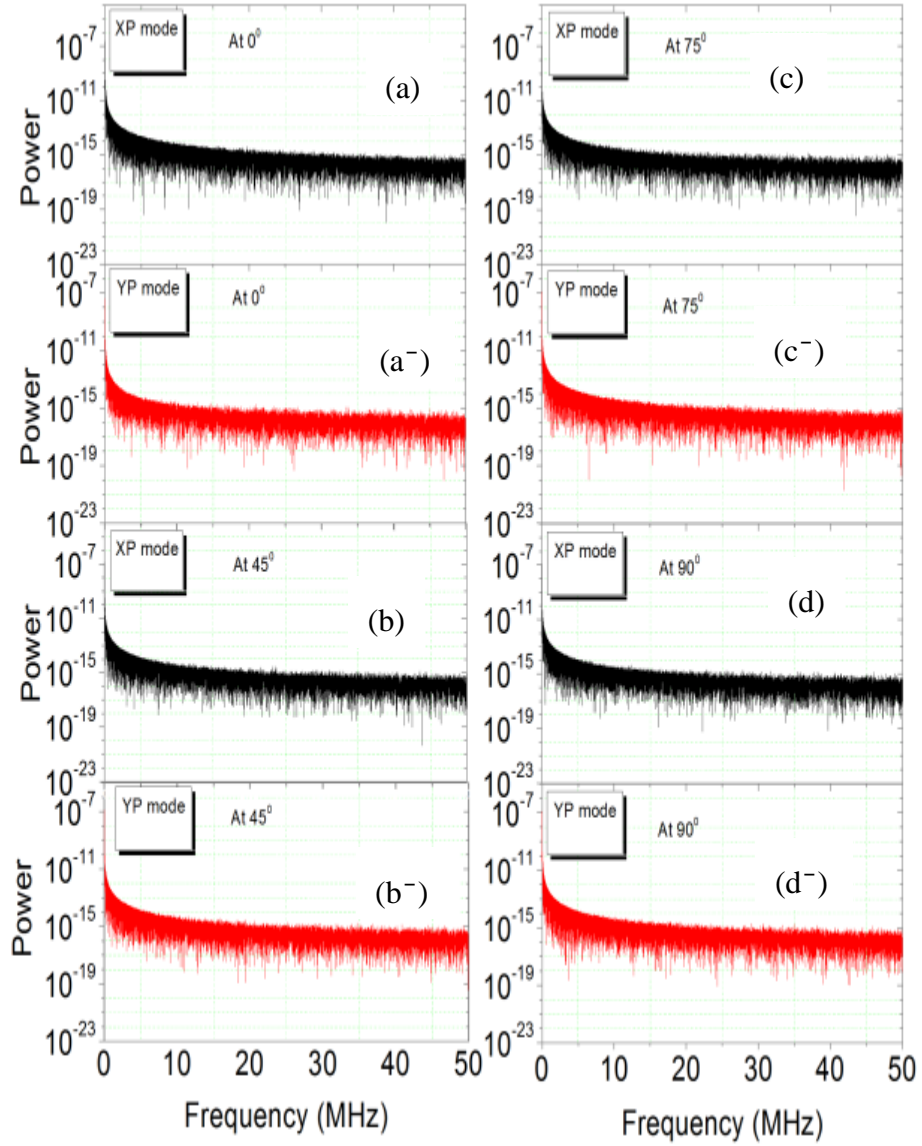 XP mode At 0⁰ (a)
10⁻⁷
10⁻¹¹
10⁻¹⁵
10⁻¹⁹
10⁻²³
Power
XP mode At 75⁰ (c)
10⁻⁷
10⁻¹¹
10⁻¹⁵
10⁻¹⁹
10⁻²³
YP mode At 0⁰ (a⁻)
10⁻⁷
10⁻¹¹
10⁻¹⁵
10⁻¹⁹
10⁻²³
Power
YP mode At 75⁰ (c⁻)
10⁻⁷
10⁻¹¹
10⁻¹⁵
10⁻¹⁹
10⁻²³
XP mode At 45⁰ (b)
10⁻⁷
10⁻¹¹
10⁻¹⁵
10⁻¹⁹
10⁻²³
Power
XP mode At 90⁰ (d)
10⁻⁷
10⁻¹¹
10⁻¹⁵
10⁻¹⁹
10⁻²³
YP mode At 45⁰ (b⁻)
10⁻⁷
10⁻¹¹
10⁻¹⁵
10⁻¹⁹
10⁻²³
Power
0 10 20 30 40 50
Frequency (MHz)
YP mode At 90⁰ (d⁻)
10⁻⁷
10⁻¹¹
10⁻¹⁵
10⁻¹⁹
10⁻²³
0 10 20 30 40 50
Frequency (MHz)